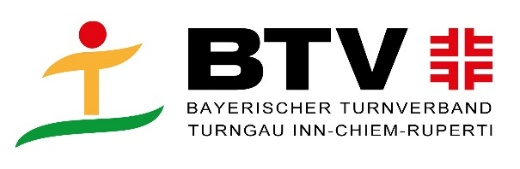 BTV
BAYERISCHER TURNVERBAND
TURNGAU INN-CHIEM-RUPERTI